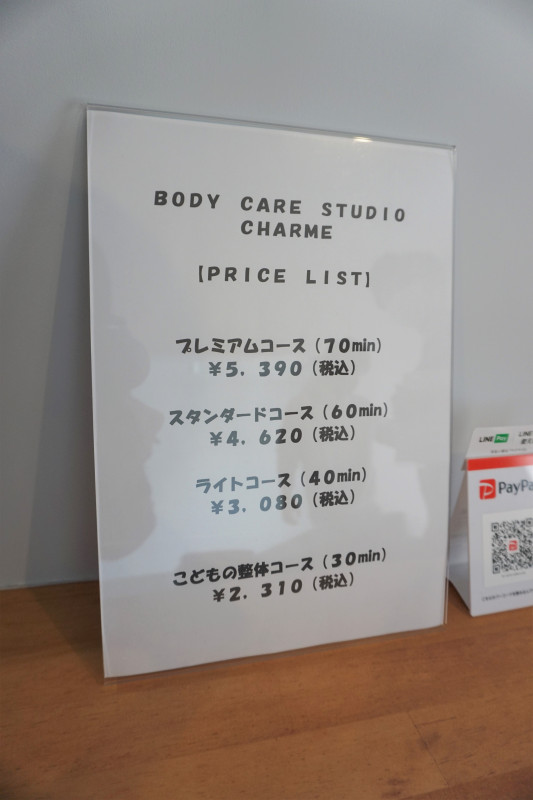 BODY CARE STUDIO
CHARME
【PRICE LIST】
プレミアムコース（70min）
￥5，390（税込）
スタンダードコース（60min）
￥4，620（税込）
ライトコース（40min）
￥3，080（税込）
こどもの整体コース（30min）
￥2，310（税込）
LINE Pay
PayPa